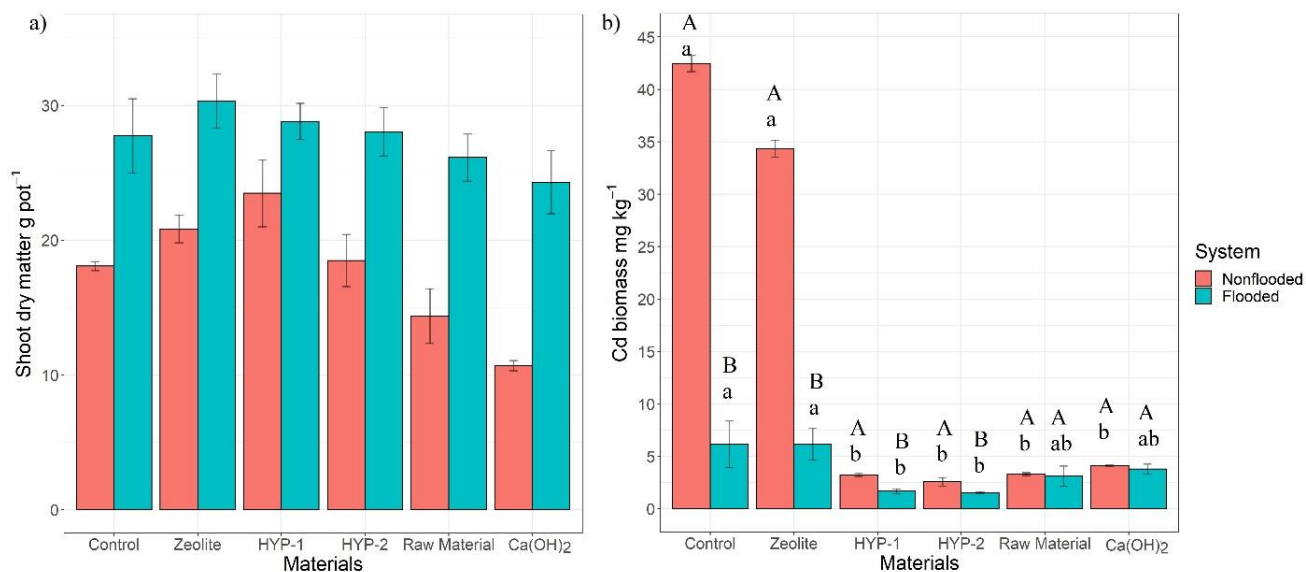 a)
Shoot dry matter g pot⁻¹
30
20
10
0
Control Zeolite HYP-1 HYP-2 Raw Material Ca(OH)₂
Materials
b)
Cd biomass mg kg⁻¹
45
40
35
30
25
20
15
10
5
0
A
a
B
a
A
a
B
a
A
b
B
b
A
b
B
b
A
b
A
ab
A
b
A
ab
Control Zeolite HYP-1 HYP-2 Raw Material Ca(OH)₂
Materials
System
Nonflooded
Flooded